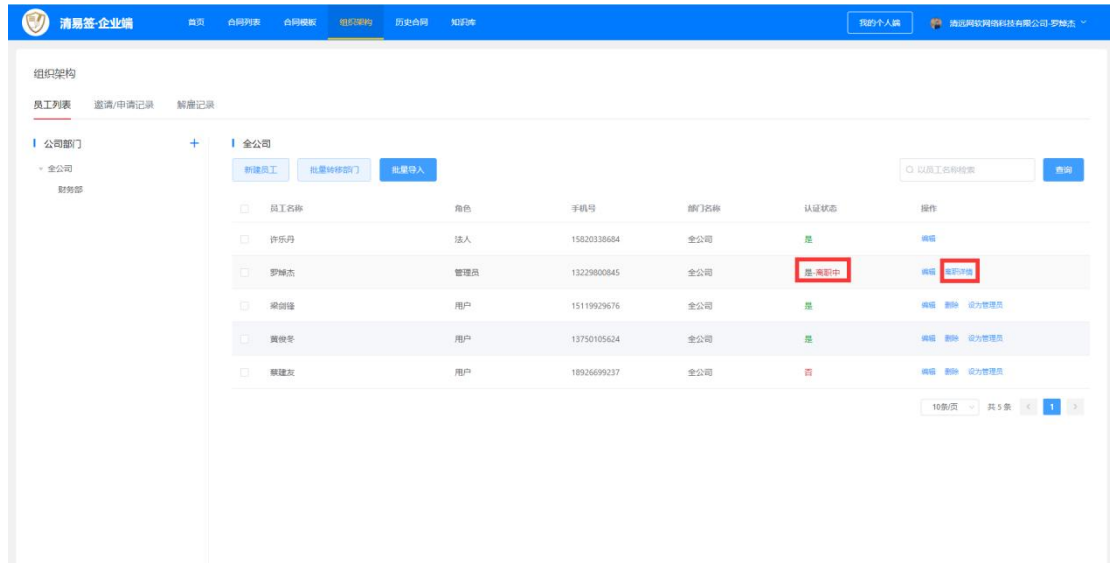 清易签·企业端 首页 合同列表 合同模板 组织架构 历史合同 知识库 我的个人端 清远网软网络科技有限公司-罗婥杰
组织架构
员工列表 邀请/申请记录 解雇记录
公司部门 +
全公司
财务部
全公司
新建员工 批量转移部门 批量导入 以员工名称检索 查询
员工名称 角色 手机号 部门名称 认证状态 操作
许乐丹 法人 15820338684 全公司 是 编辑
罗婥杰 管理员 13229800845 全公司 是-离职中 编辑 离职详情
梁剑锋 用户 15119929676 全公司 是 编辑 删除 设为管理员
黄俊冬 用户 13750105624 全公司 是 编辑 删除 设为管理员
蔡建友 用户 18926699237 全公司 否 编辑 删除 设为管理员
10条/页 共 5 条 < 1 >